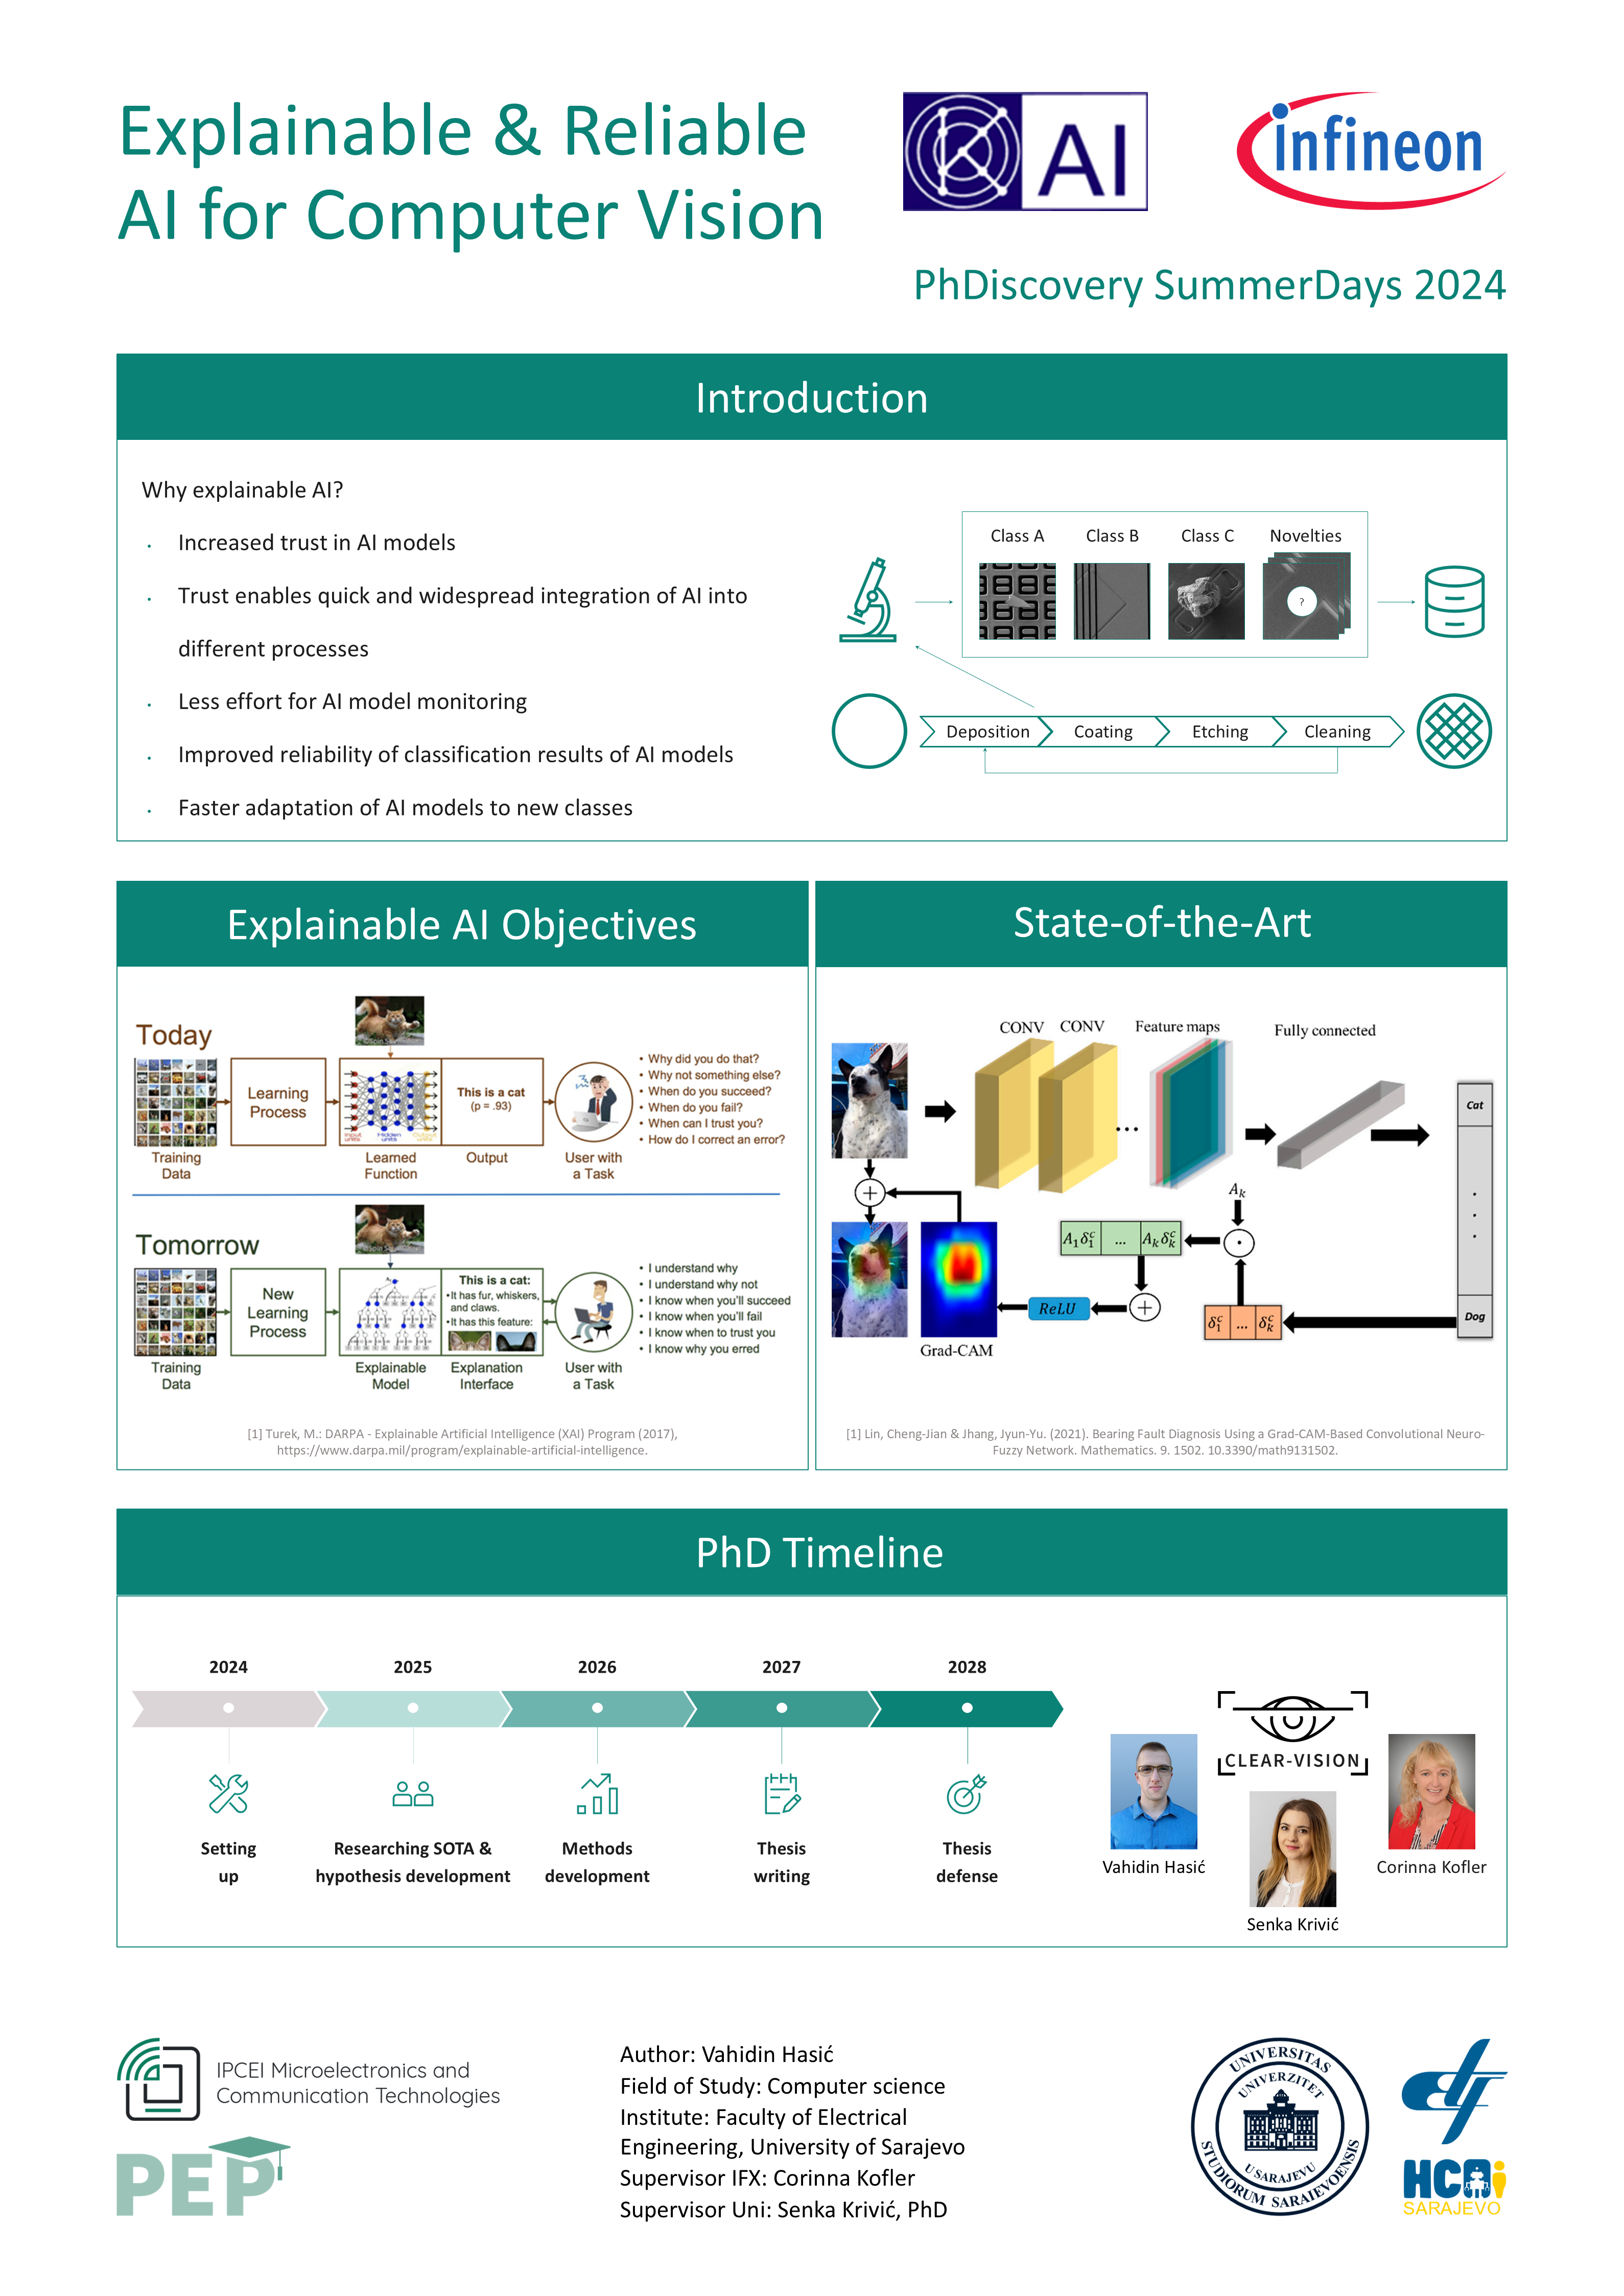 Explainable & Reliable
AI for Computer Vision
AI
infineon
PhDiscovery SummerDays 2024
Introduction
Why explainable AI?
Increased trust in AI models
Trust enables quick and widespread integration of AI into
different processes
Less effort for AI model monitoring
Improved reliability of classification results of AI models
Faster adaptation of AI models to new classes
Class A Class B Class C Novelties
?
Deposition Coating Etching Cleaning
Explainable AI Objectives
Today
Learning
Process
Input
units
Hidden
units
Output
units
This is a cat
(p = .93)
• Why did you do that?
• Why not something else?
• When do you succeed?
• When do you fail?
• When can I trust you?
• How do I correct an error?
Training
Data
Learned
Function
Output
User with
a Task
Tomorrow
New
Learning
Process
This is a cat:
•It has fur, whiskers,
and claws.
•It has this feature:
• I understand why
• I understand why not
• I know when you'll succeed
• I know when you'll fail
• I know when to trust you
• I know why you erred
Training
Data
Explainable
Model
Explanation
Interface
User with
a Task
[1] Turek, M.: DARPA - Explainable Artificial Intelligence (XAI) Program (2017),
https://www.darpa.mil/program/explainable-artificial-intelligence.
State-of-the-Art
CONV CONV Feature maps Fully connected
...
Cat
Dog
A_k
A_1δ_1^c ... A_kδ_k^c
ReLU
δ_1^c ... δ_k^c
Grad-CAM
[1] Lin, Cheng-Jian & Jhang, Jyun-Yu. (2021). Bearing Fault Diagnosis Using a Grad-CAM-Based Convolutional Neuro-
Fuzzy Network. Mathematics. 9. 1502. 10.3390/math9131502.
PhD Timeline
2024 2025 2026 2027 2028
Setting
up
Researching SOTA &
hypothesis development
Methods
development
Thesis
writing
Thesis
defense
CLEAR-VISION
Vahidin Hasić
Senka Krivić
Corinna Kofler
IPCEI Microelectronics and
Communication Technologies
PEP
Author: Vahidin Hasić
Field of Study: Computer science
Institute: Faculty of Electrical
Engineering, University of Sarajevo
Supervisor IFX: Corinna Kofler
Supervisor Uni: Senka Krivić, PhD
UNIVERSITAS
STUDIORUM SARAIEVOENSIS
UNIVERZITET
U SARAJEVU
HCAi
SARAJEVO